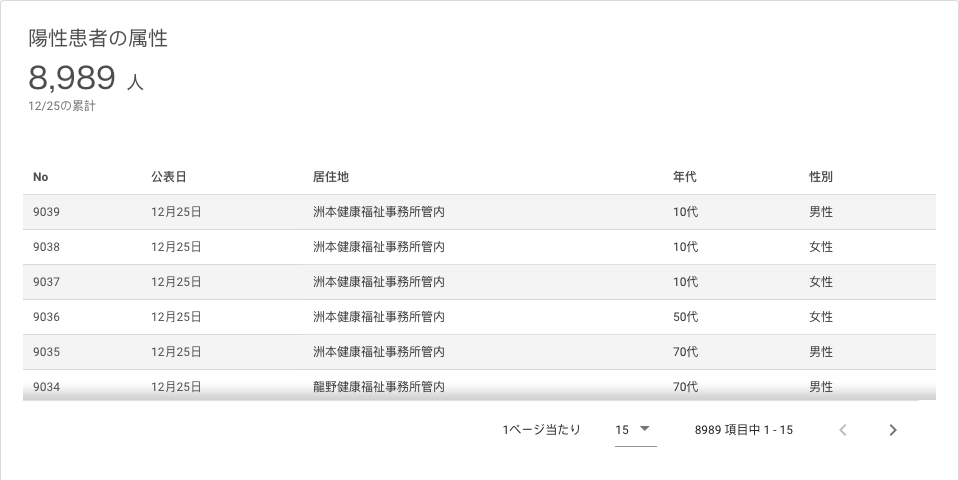 陽性患者の属性
8,989 人
12/25の累計
No 公表日 居住地 年代 性別
9039 12月25日 洲本健康福祉事務所管内 10代 男性
9038 12月25日 洲本健康福祉事務所管内 10代 女性
9037 12月25日 洲本健康福祉事務所管内 10代 女性
9036 12月25日 洲本健康福祉事務所管内 50代 女性
9035 12月25日 洲本健康福祉事務所管内 70代 男性
9034 12月25日 龍野健康福祉事務所管内 70代 男性
1ページ当たり 15 8989 項目中 1 - 15